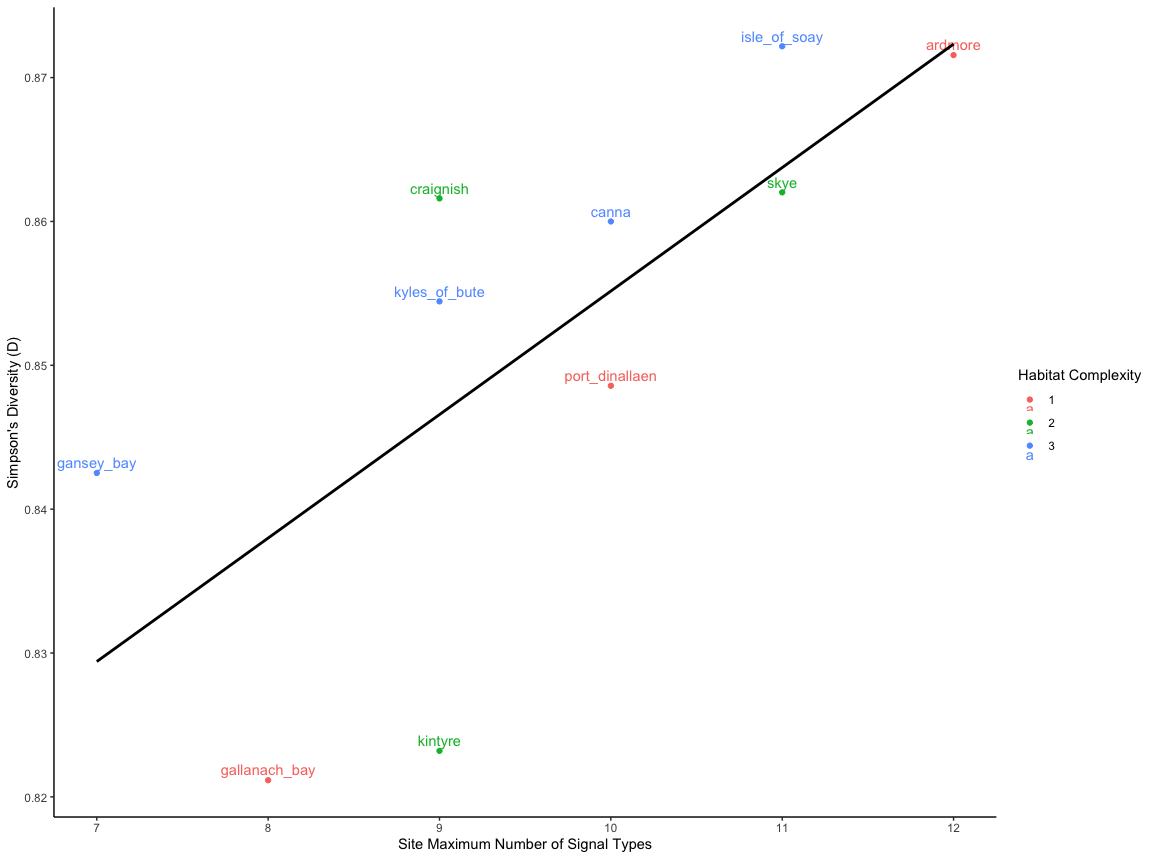 isle_of_soay
ardmore
0.87
craignish
skye
canna
0.86
kyles_of_bute
Simpson's Diversity (D)
0.85
port_dinallaen
Habitat Complexity
a 1
a 2
a 3
gansey_bay
0.84
0.83
kintyre
gallanach_bay
0.82
7 8 9 10 11 12
Site Maximum Number of Signal Types